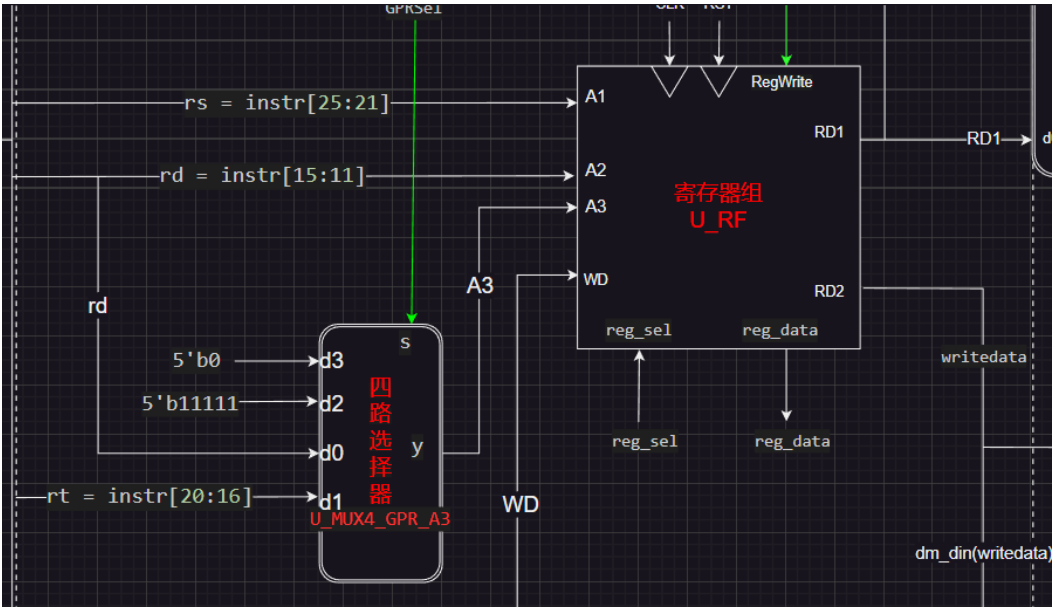 GPRSel
CLK
RST
RegWrite
rs = instr[25:21]
A1
RD1
RD1
rd = instr[15:11]
A2
A3
寄存器组
U_RF
rd
A3
WD
RD2
reg_sel
reg_data
s
5'b0
d3
writedata
5'b11111
d2
四
路
选
择
器
y
d0
reg_sel
reg_data
rt = instr[20:16]
d1
U_MUX4_GPR_A3
WD
dm_din(writedata)